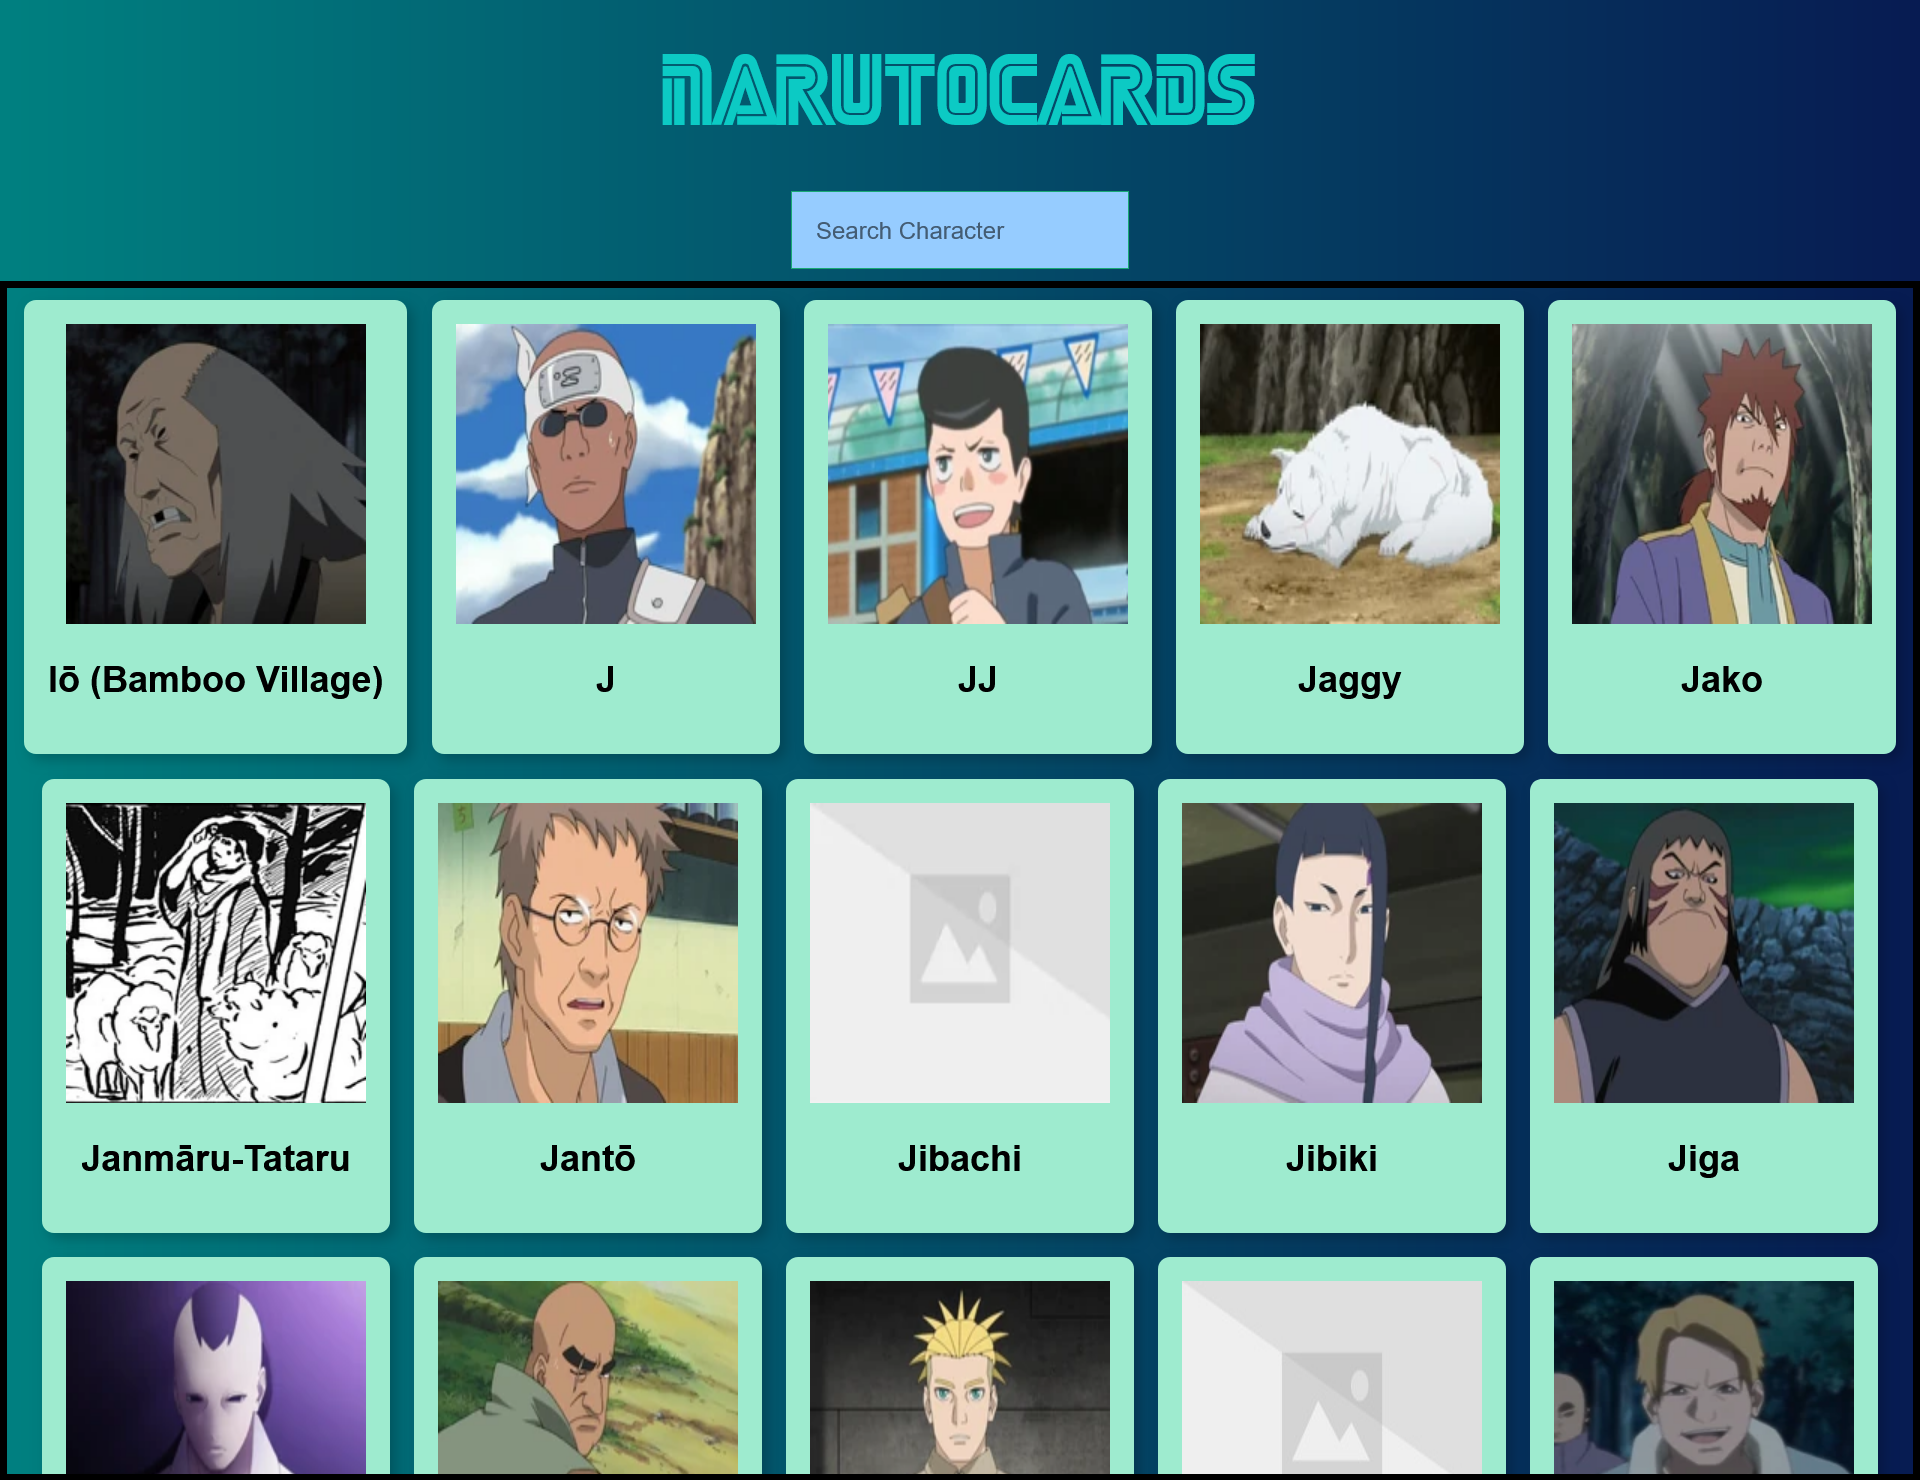 NARUTOCARDS
Search Character
Iō (Bamboo Village)
J
JJ
Jaggy
Jako
Janmāru-Tataru
Jantō
Jibachi
Jibiki
Jiga